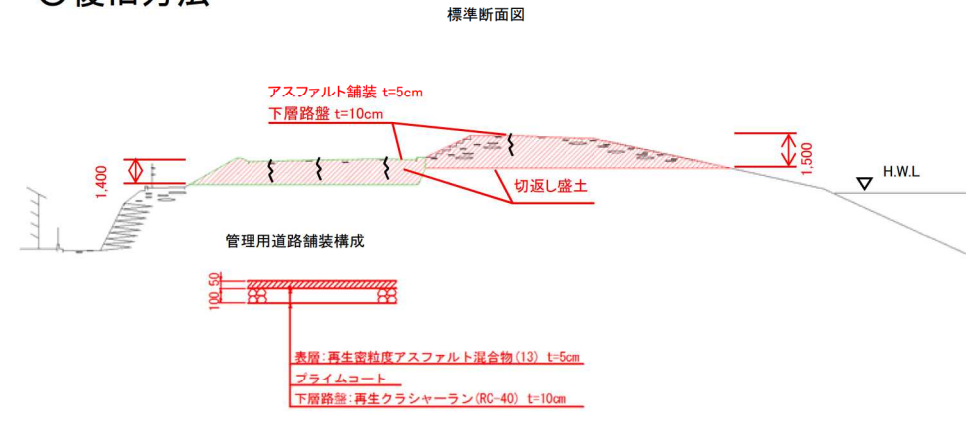 標準断面図
アスファルト舗装 t=5cm
下層路盤 t=10cm
1,400
1,500
H.W.L
切返し盛土
管理用道路舗装構成
50
100
表層:再生密粒度アスファルト混合物(13) t=5cm
プライムコート
下層路盤:再生クラシャーラン(RC-40) t=10cm